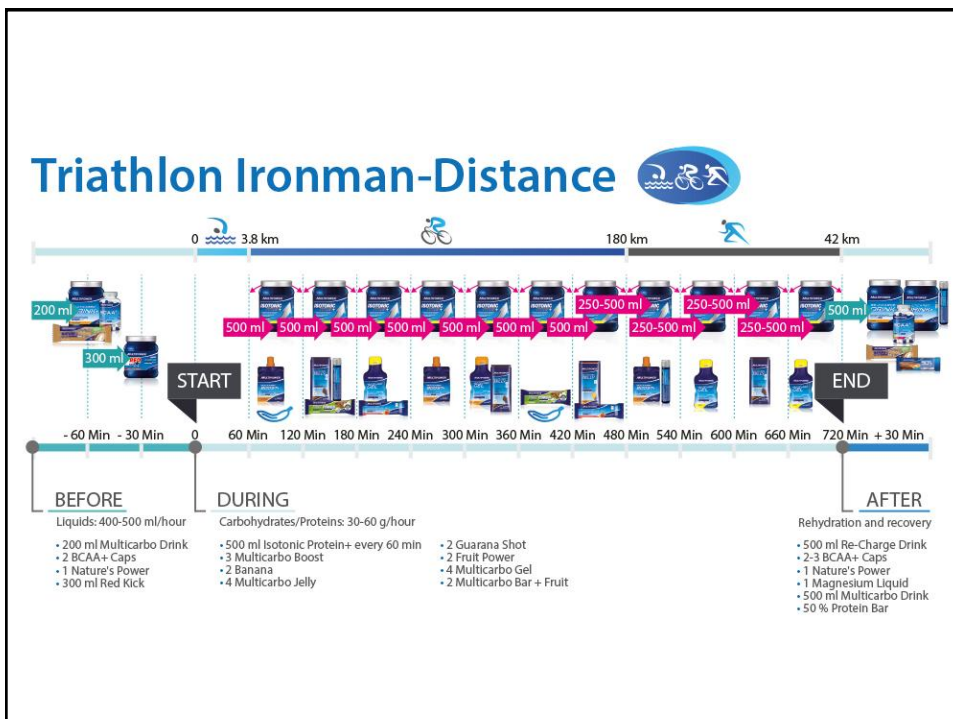 Triathlon Ironman-Distance
0 3.8 km 180 km 42 km
200 ml
300 ml
500 ml 500 ml 500 ml 500 ml 500 ml 500 ml 500 ml 250-500 ml 250-500 ml 250-500 ml 250-500 ml 500 ml
START
END
- 60 Min - 30 Min 0 60 Min 120 Min 180 Min 240 Min 300 Min 360 Min 420 Min 480 Min 540 Min 600 Min 660 Min 720 Min + 30 Min
BEFORE
Liquids: 400-500 ml/hour
• 200 ml Multicarbo Drink
• 2 BCAA+ Caps
• 1 Nature's Power
• 300 ml Red Kick
DURING
Carbohydrates/Proteins: 30-60 g/hour
• 500 ml Isotonic Protein+ every 60 min
• 3 Multicarbo Boost
• 2 Banana
• 4 Multicarbo Jelly
• 2 Guarana Shot
• 2 Fruit Power
• 4 Multicarbo Gel
• 2 Multicarbo Bar + Fruit
AFTER
Rehydration and recovery
• 500 ml Re-Charge Drink
• 2-3 BCAA+ Caps
• 1 Nature's Power
• 1 Magnesium Liquid
• 500 ml Multicarbo Drink
• 50 % Protein Bar